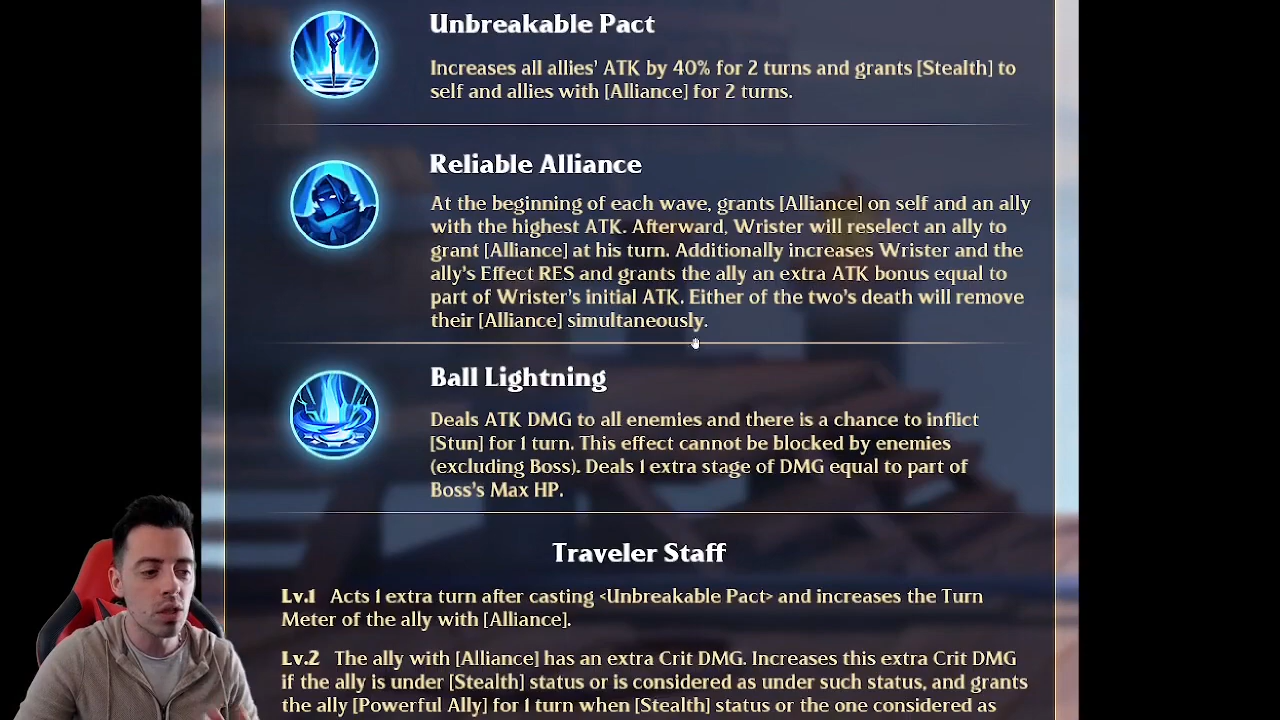 Unbreakable Pact
Increases all allies' ATK by 40% for 2 turns and grants [Stealth] to
self and allies with [Alliance] for 2 turns.
Reliable Alliance
At the beginning of each wave, grants [Alliance] on self and an ally
with the highest ATK. Afterward, Wrister will reselect an ally to
grant [Alliance] at his turn. Additionally increases Wrister and the
ally's Effect RES and grants the ally an extra ATK bonus equal to
part of Wrister's initial ATK. Either of the two's death will remove
their [Alliance] simultaneously.
Ball Lightning
Deals ATK DMG to all enemies and there is a chance to inflict
[Stun] for 1 turn. This effect cannot be blocked by enemies
(excluding Boss). Deals 1 extra stage of DMG equal to part of
Boss's Max HP.
Traveler Staff
Lv.1 Acts 1 extra turn after casting <Unbreakable Pact> and increases the Turn
Meter of the ally with [Alliance].
Lv.2 The ally with [Alliance] has an extra Crit DMG. Increases this extra Crit DMG
if the ally is under [Stealth] status or is considered as under such status, and grants
the ally [Powerful Ally] for 1 turn when [Stealth] status or the one considered as